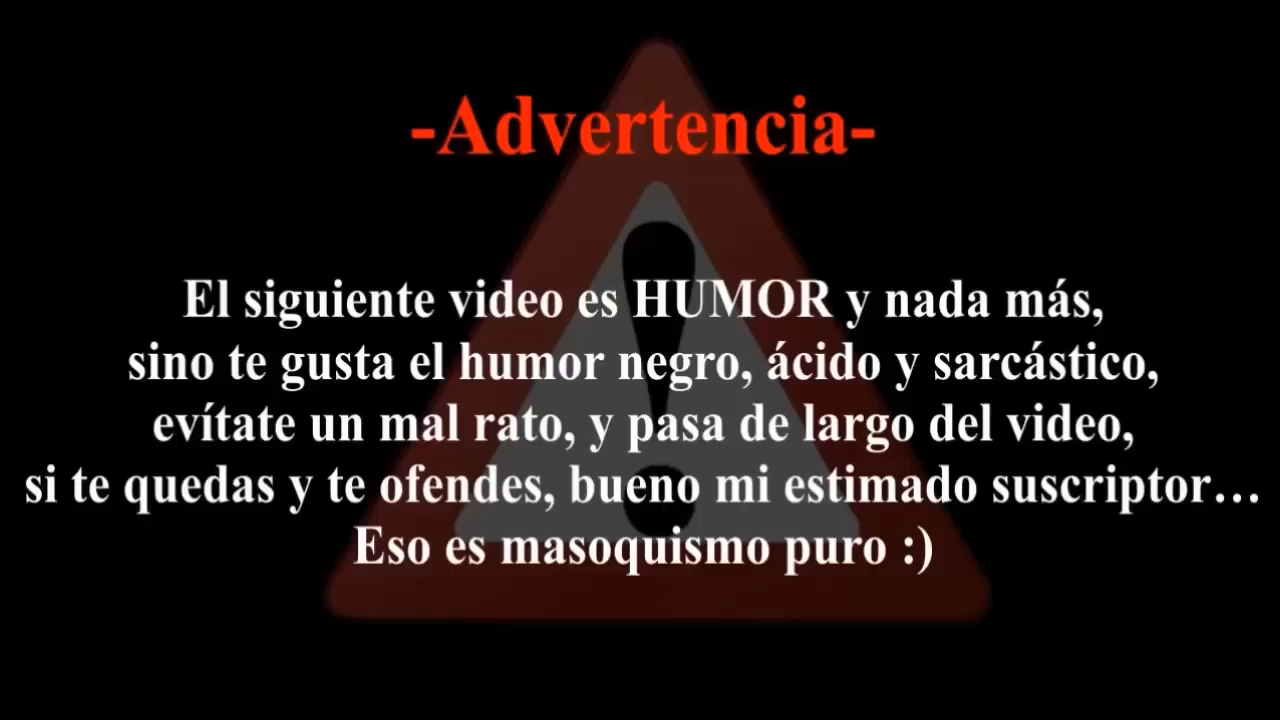 -Advertencia-
El siguiente video es HUMOR y nada más,
sino te gusta el humor negro, ácido y sarcástico,
evítate un mal rato, y pasa de largo del video,
si te quedas y te ofendes, bueno mi estimado suscriptor...
Eso es masoquismo puro :)